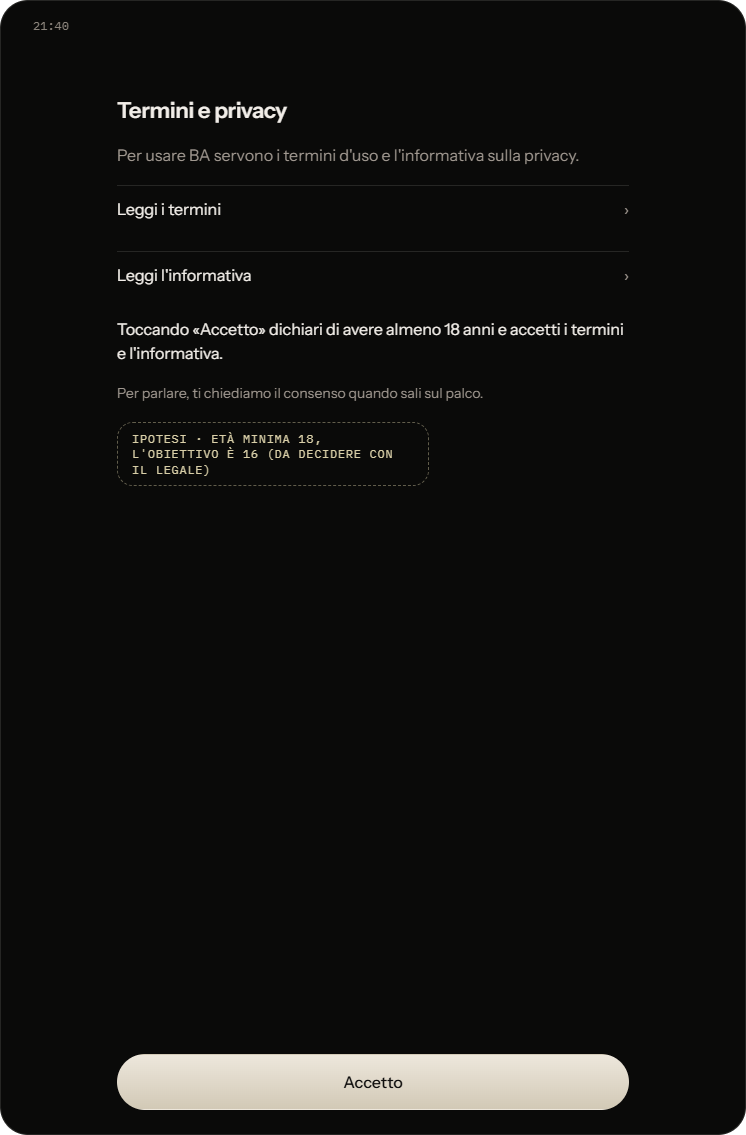 21:40
Termini e privacy
Per usare BA servono i termini d'uso e l'informativa sulla privacy.
Leggi i termini ›
Leggi l'informativa ›
Toccando «Accetto» dichiari di avere almeno 18 anni e accetti i termini
e l'informativa.
Per parlare, ti chiediamo il consenso quando sali sul palco.
IPOTESI · ETÀ MINIMA 18,
L'OBIETTIVO È 16 (DA DECIDERE CON
IL LEGALE)
Accetto